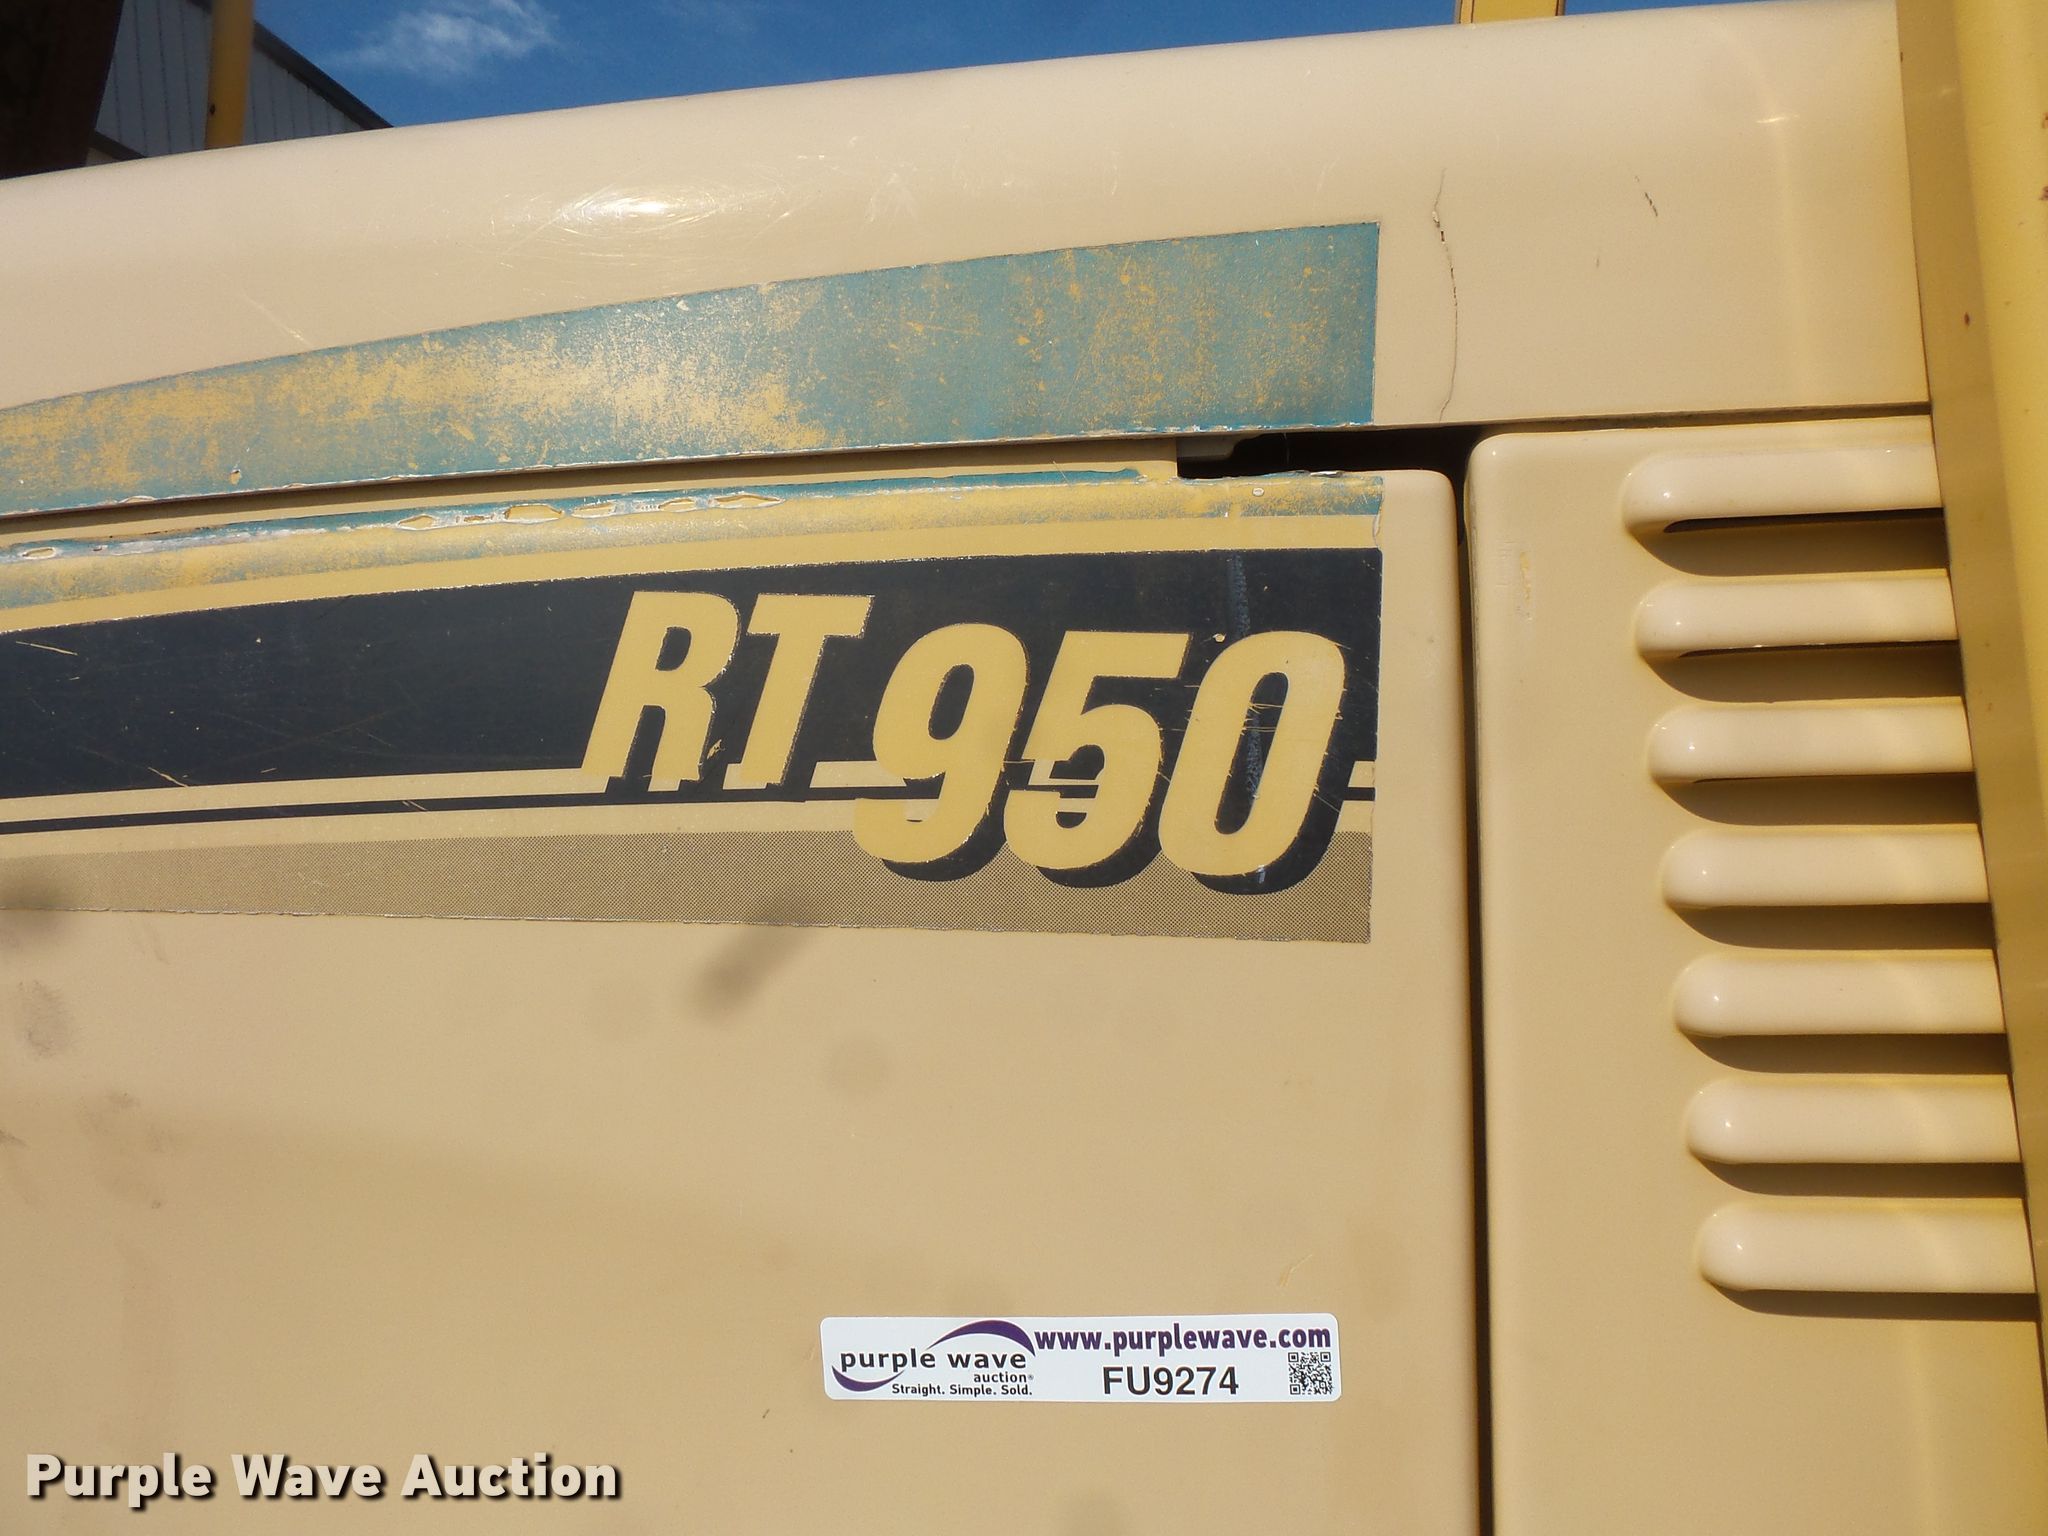 RT950
www.purplewave.com
purple wave
auction®
FU9274
Straight. Simple. Sold.
Purple Wave Auction